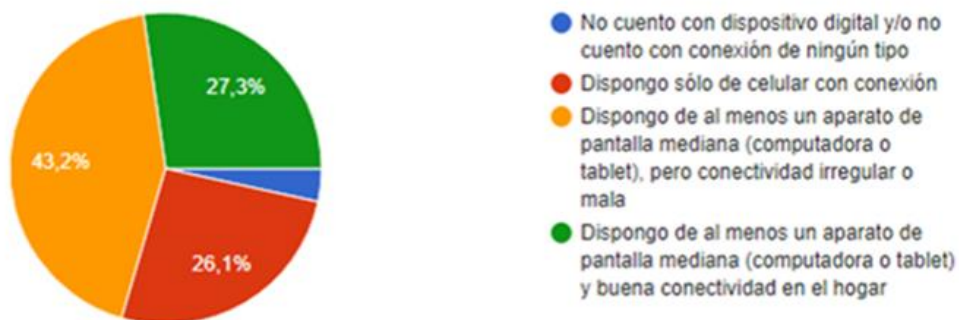 27,3%
43,2%
26,1%
No cuento con dispositivo digital y/o no
cuento con conexión de ningún tipo
Dispongo sólo de celular con conexión
Dispongo de al menos un aparato de
pantalla mediana (computadora o
tablet), pero conectividad irregular o
mala
Dispongo de al menos un aparato de
pantalla mediana (computadora o tablet)
y buena conectividad en el hogar